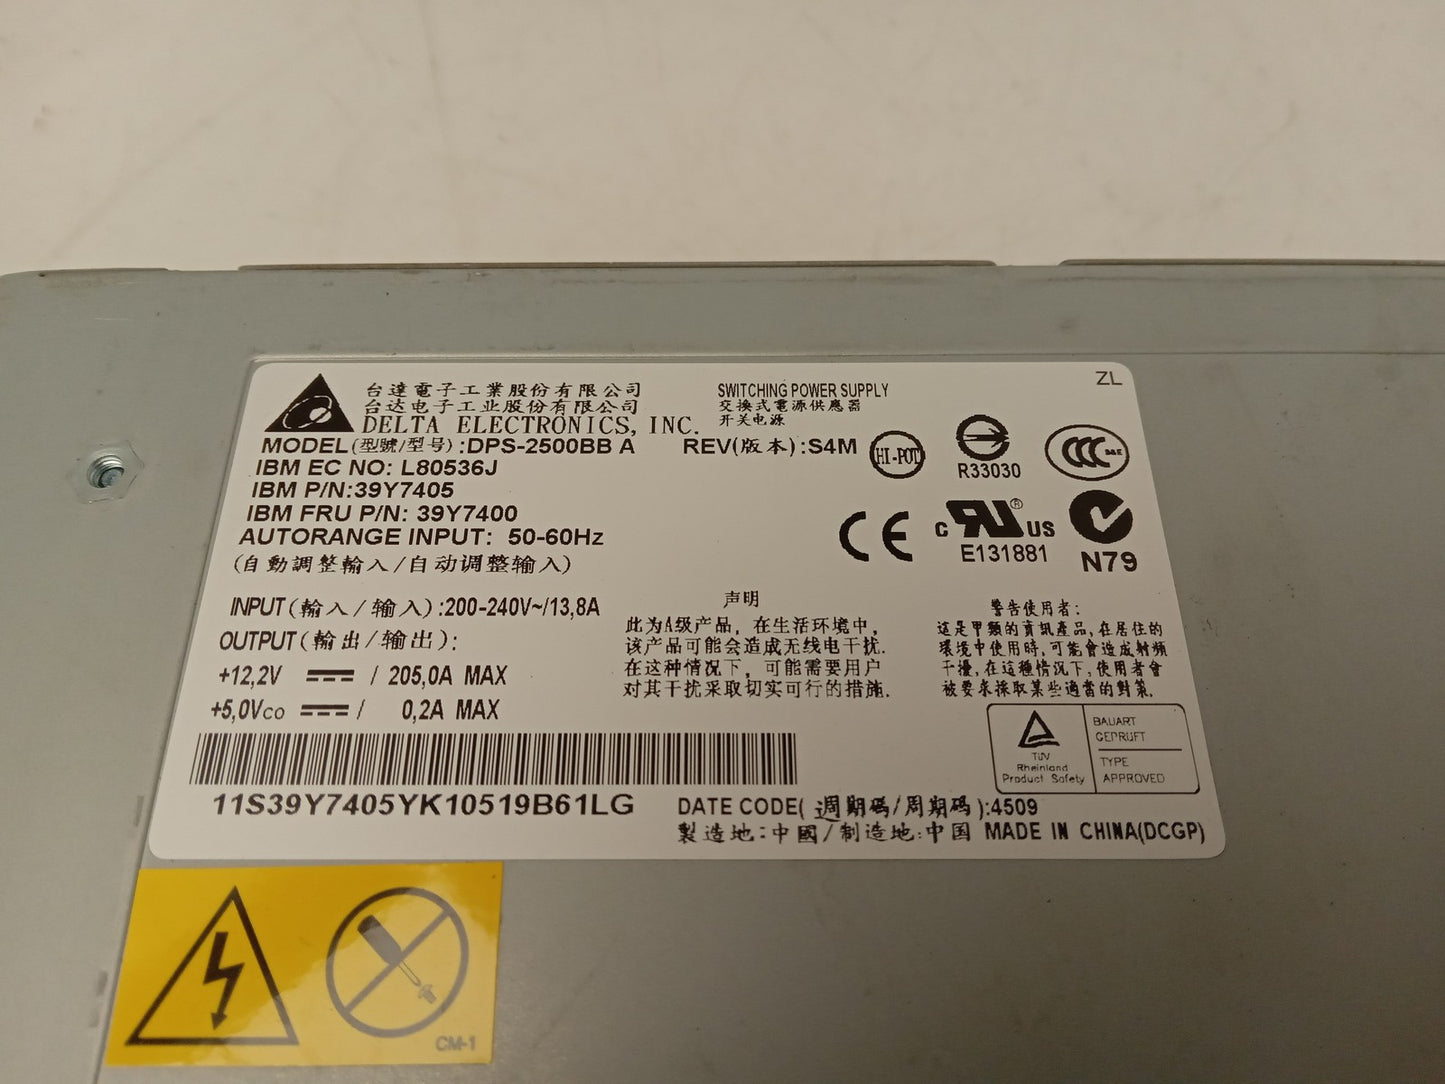 ZL
台達電子工業股份有限公司
台达电子工业股份有限公司
DELTA ELECTRONICS, INC.
SWITCHING POWER SUPPLY
交換式電源供應器
开关电源
MODEL(型號/型号):DPS-2500BB A
REV(版本):S4M
IBM EC NO: L80536J
IBM P/N:39Y7405
IBM FRU P/N: 39Y7400
AUTORANGE INPUT: 50-60Hz
(自動調整輸入/自动调整输入)
HI-POT
R33030
CCC
S&E
CE
c RU ® US
E131881
N79
INPUT(輸入/输入):200-240V~/13,8A
OUTPUT(輸出/输出):
+12,2V / 205,0A MAX
+5,0Vco / 0,2A MAX
声明
此为A级产品, 在生活环境中,
该产品可能会造成无线电干扰.
在这种情况下, 可能需要用户
对其干扰采取切实可行的措施.
警告使用者:
這是甲類的資訊產品, 在居住的
環境中使用時, 可能會造成射頻
干擾, 在這種情況下, 使用者會
被要求採取某些適當的對策.
TÜV
Rheinland
Product Safety
BAUART
GEPRÜFT
TYPE
APPROVED
11S39Y7405YK10519B61LG
DATE CODE(週期碼/周期码):4509
製造地:中國/制造地:中国 MADE IN CHINA(DCGP)
CM-1